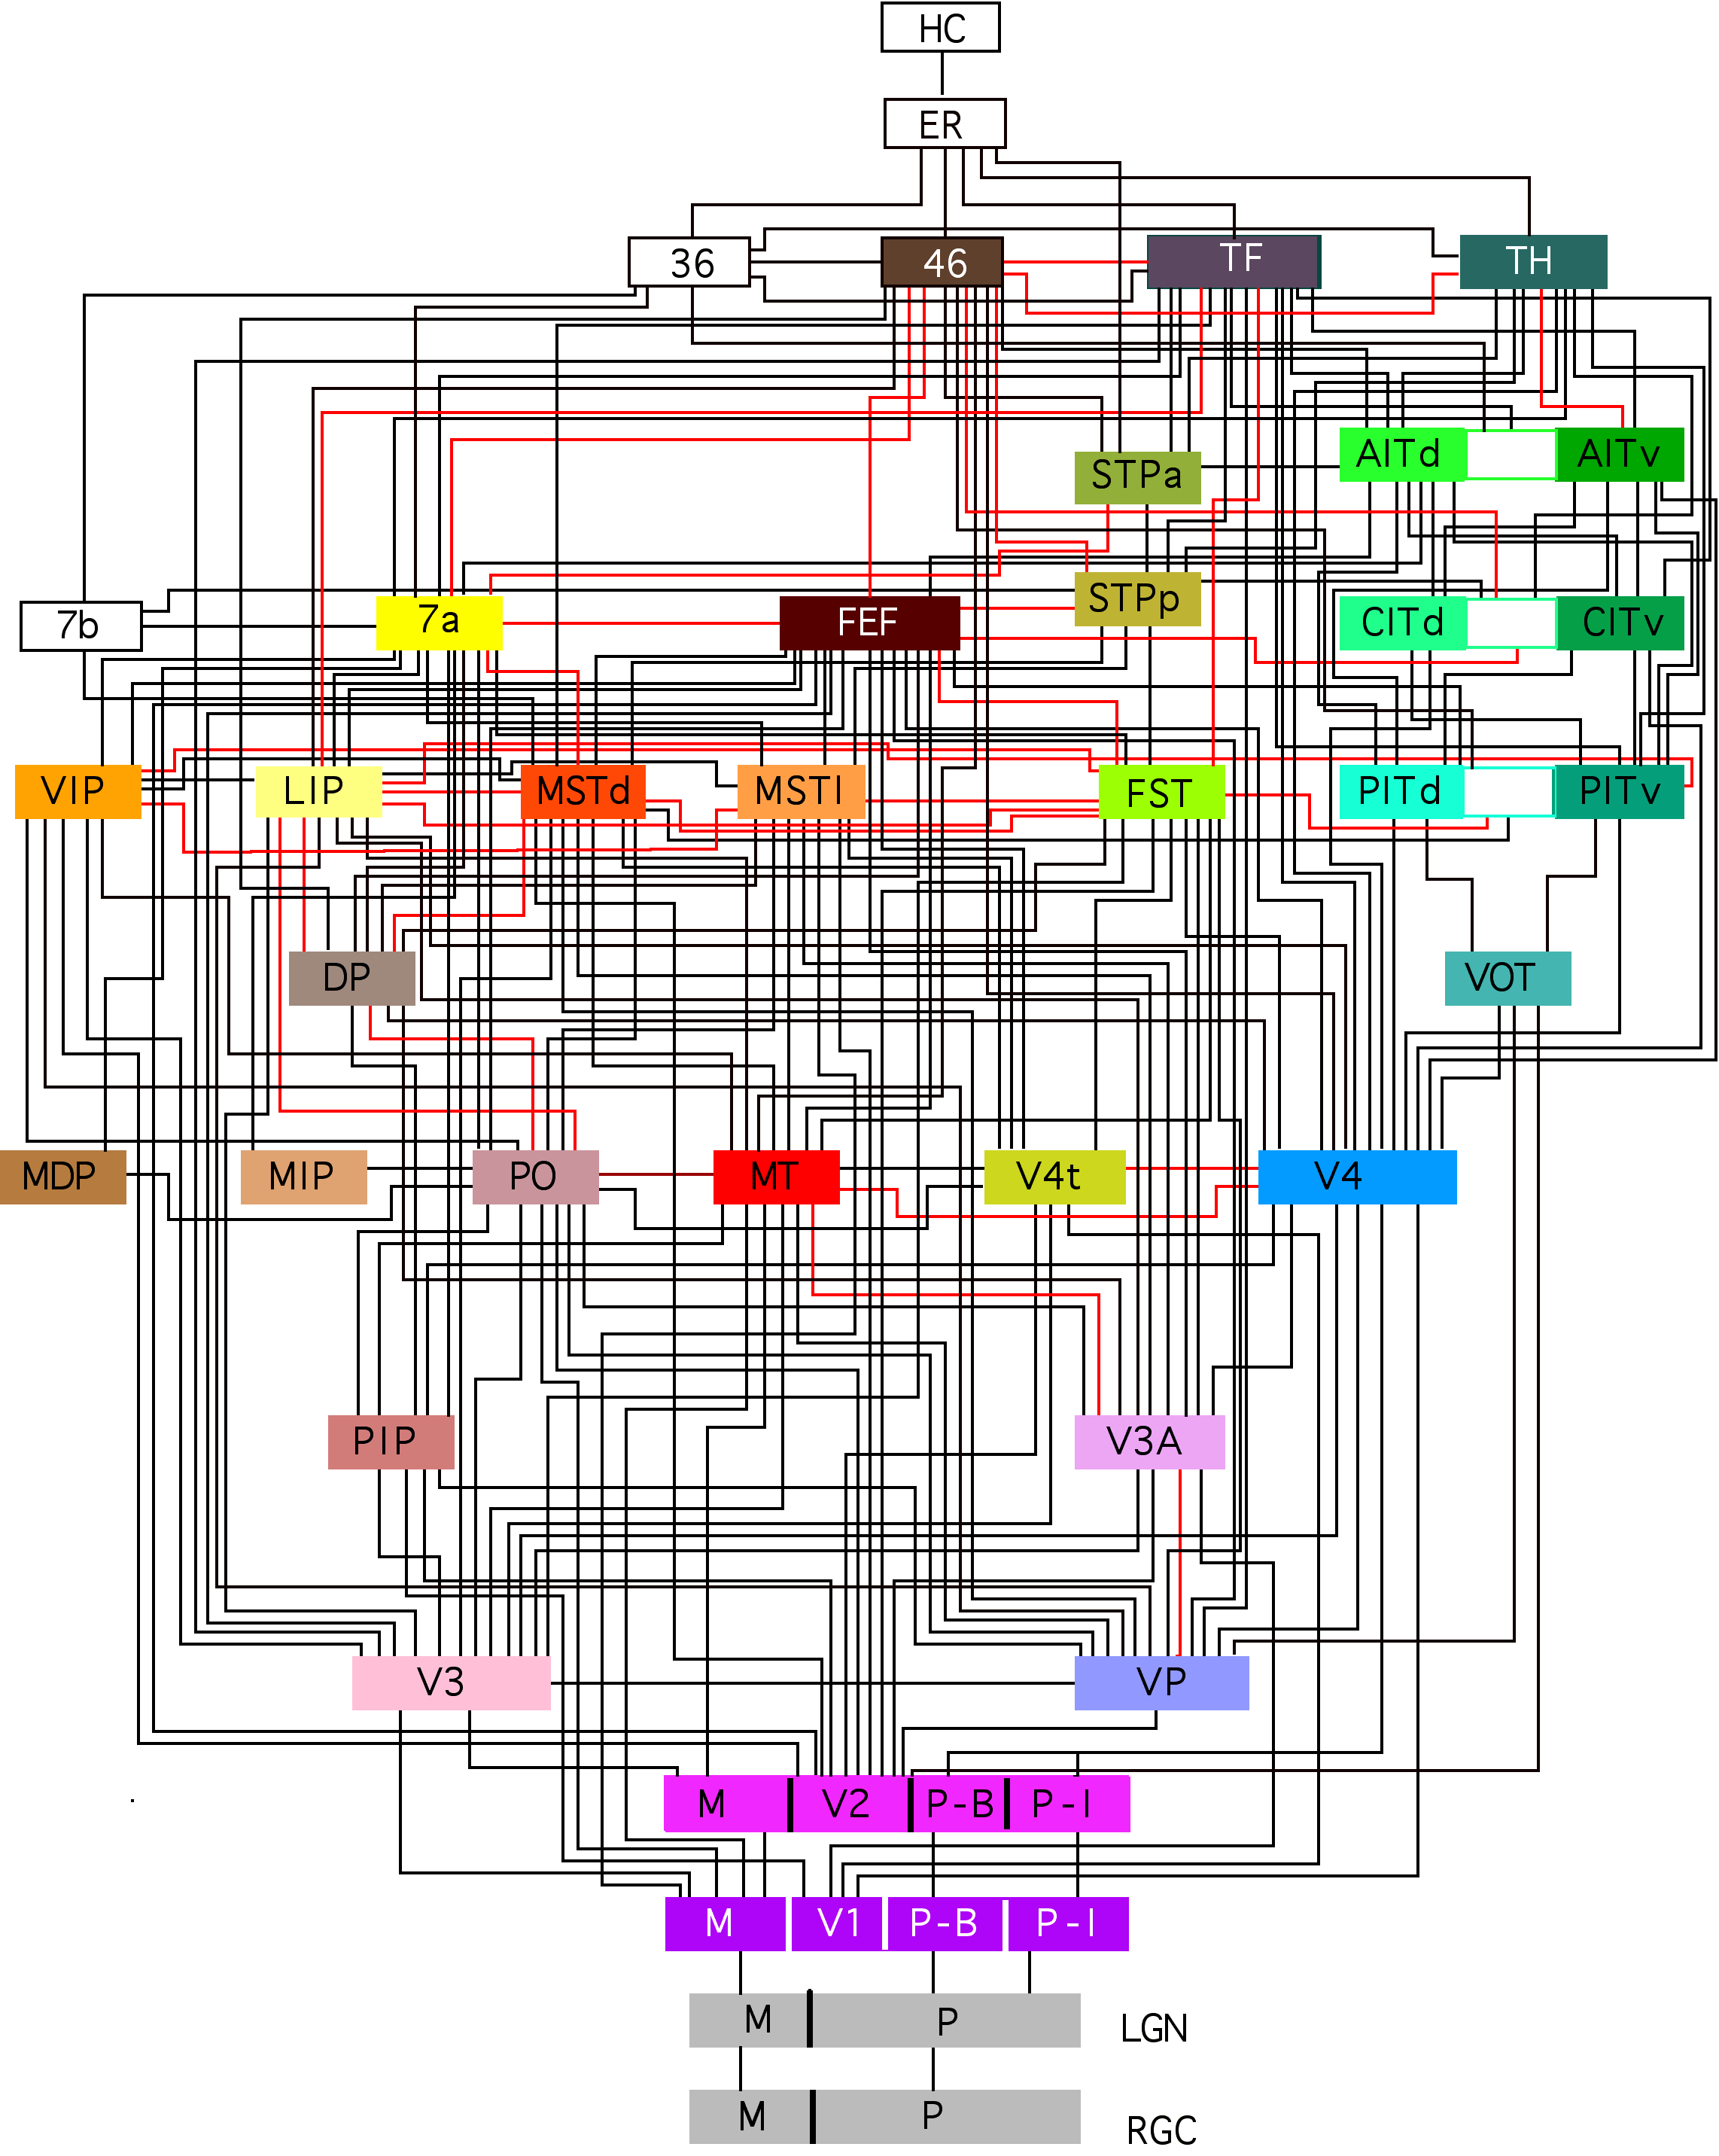 HC
ER
36 46 TF TH
AITd AITv
STPa
STPp
7b 7a FEF CITd CITv
VIP LIP MSTd MSTl FST PITd PITv
DP VOT
MDP MIP PO MT V4t V4
PIP V3A
V3 VP
M V2 P-B P-I
M V1 P-B P-I
M P LGN
M P RGC